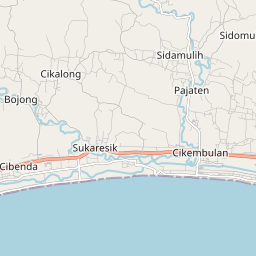 Sidomu
Sidamulih
Cikalong
Pajaten
Bojong
Sukaresik
Cikembulan
Cibenda